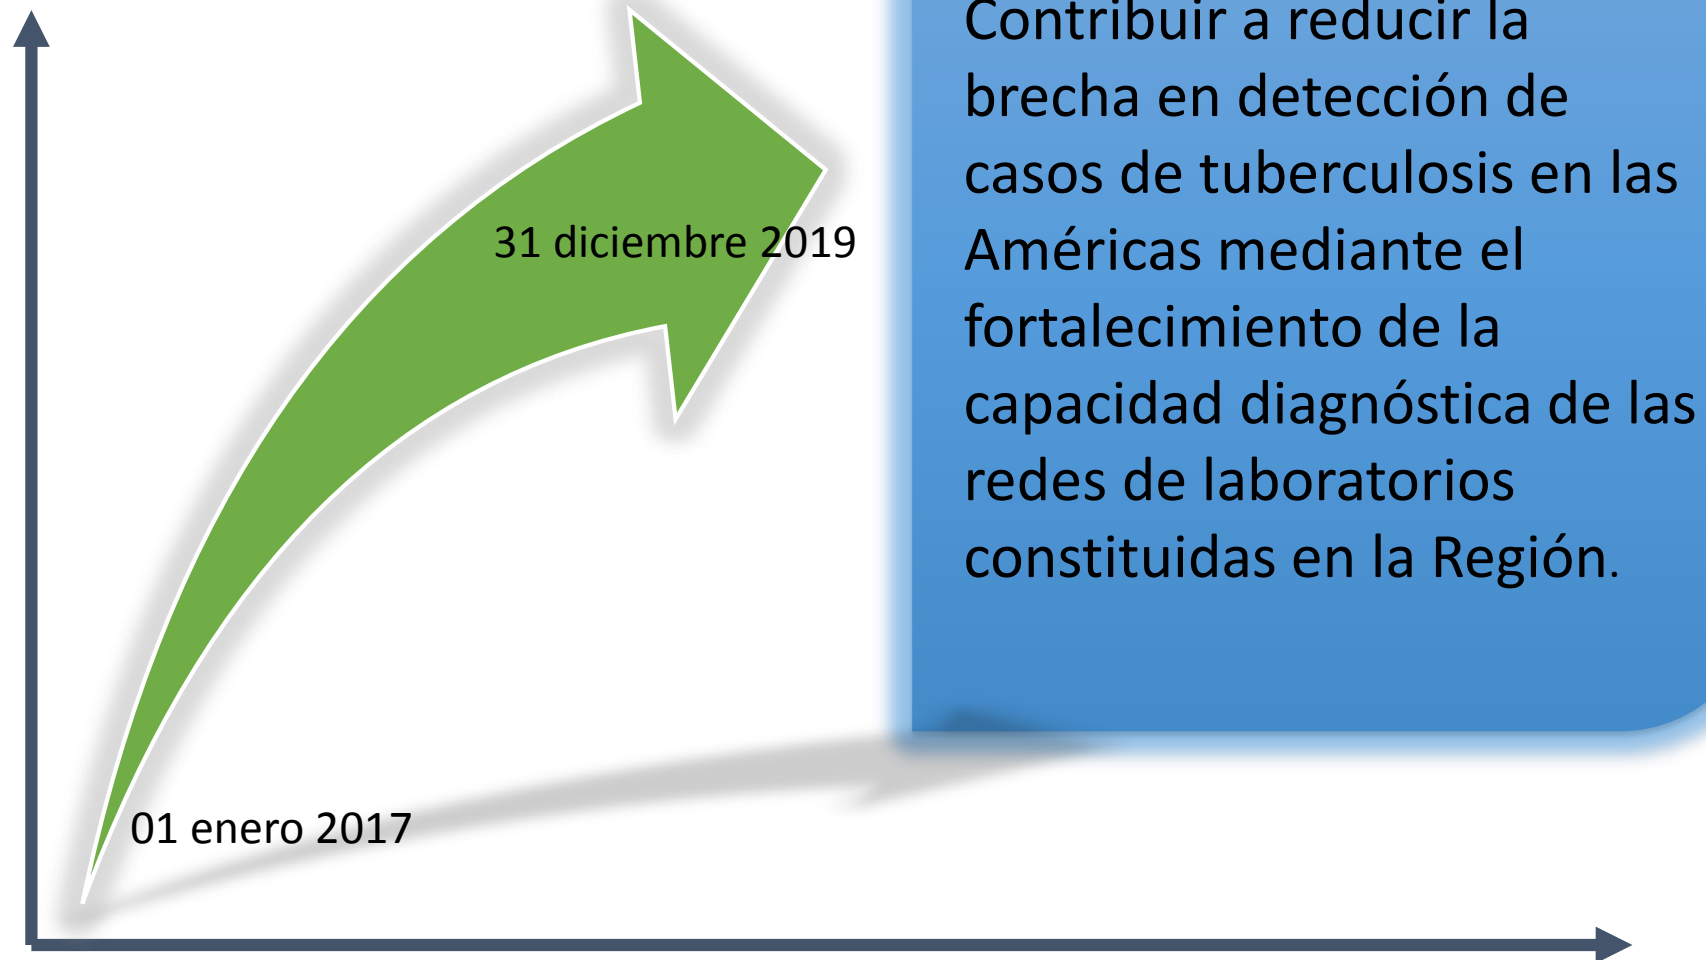 Contribuir a reducir la
brecha en detección de
casos de tuberculosis en las
Américas mediante el
fortalecimiento de la
capacidad diagnóstica de las
redes de laboratorios
constituidas en la Región.
31 diciembre 2019
01 enero 2017